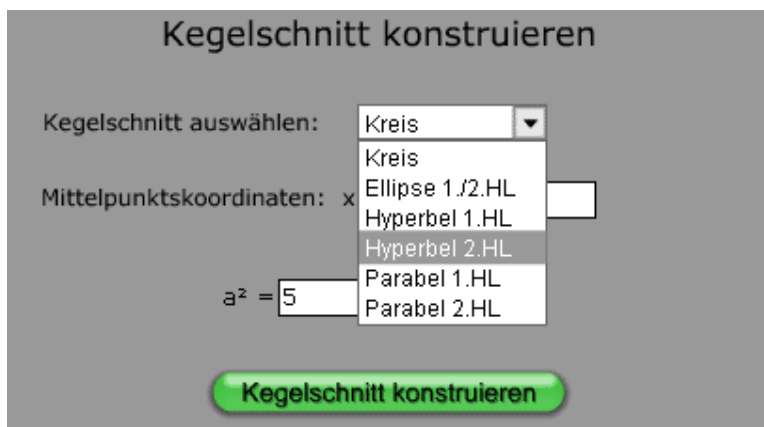 Kegelschnitt konstruieren
Kegelschnitt auswählen: Kreis
Kreis
Ellipse 1./2.HL
Mittelpunktskoordinaten: x
Hyperbel 1.HL
Hyperbel 2.HL
Parabel 1.HL
a² = 5
Parabel 2.HL
Kegelschnitt konstruieren